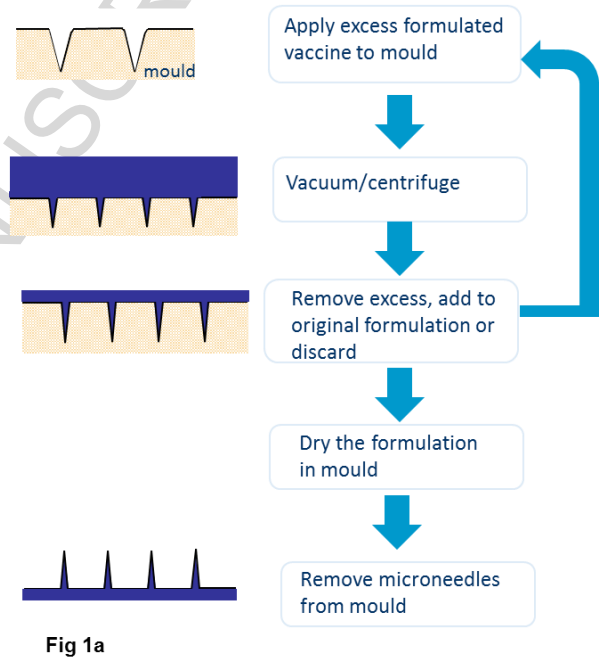 Apply excess formulated
vaccine to mould
mould
Vacuum/centrifuge
Remove excess, add to
original formulation or
discard
Dry the formulation
in mould
Remove microneedles
from mould
Fig 1a